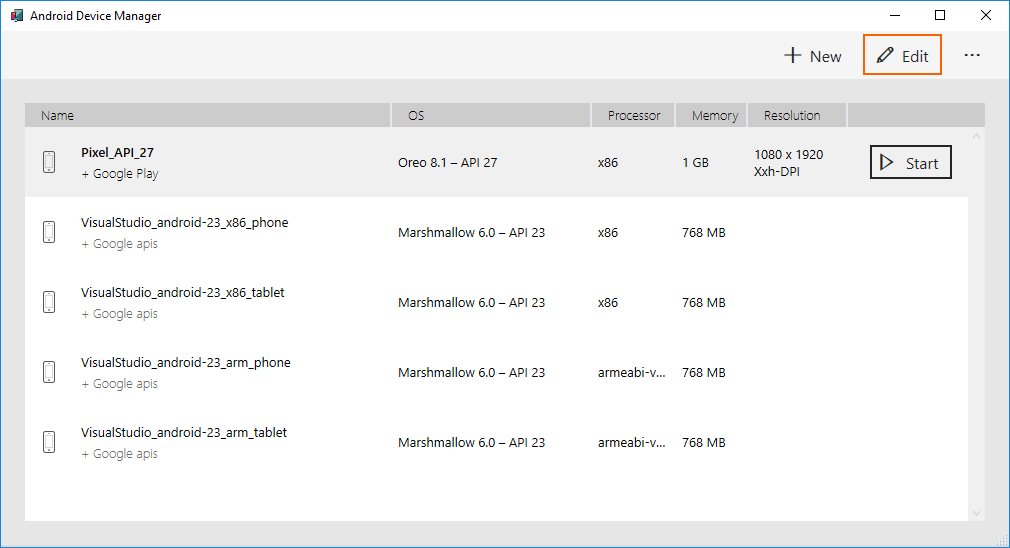 Android Device Manager
New
Edit
...
Name OS Processor Memory Resolution
Pixel_API_27
+ Google Play
Oreo 8.1 – API 27
x86
1 GB
1080 x 1920
Xxh-DPI
Start
VisualStudio_android-23_x86_phone
+ Google apis
Marshmallow 6.0 – API 23
x86
768 MB
VisualStudio_android-23_x86_tablet
+ Google apis
Marshmallow 6.0 – API 23
x86
768 MB
VisualStudio_android-23_arm_phone
+ Google apis
Marshmallow 6.0 – API 23
armeabi-v...
768 MB
VisualStudio_android-23_arm_tablet
+ Google apis
Marshmallow 6.0 – API 23
armeabi-v...
768 MB